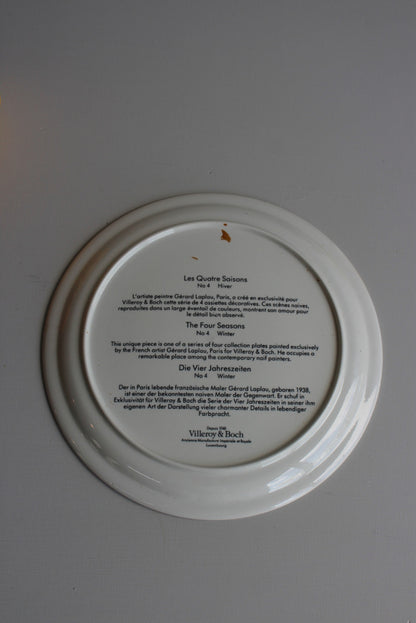 Les Quatre Saisons
No 4 Hiver
L'artiste peintre Gérard Laplau, Paris, a créé en exclusivité pour
Villeroy & Boch cette série de 4 assiettes décoratives. Ces scènes naives,
reproduites dans un large éventail de couleurs, montrent son amour pour
le détail bien observé.
The Four Seasons
No 4 Winter
This unique piece is one of a series of four collection plates painted exclusively
by the French artist Gérard Laplau, Paris for Villeroy & Boch. He occupies a
remarkable place among the contemporary naif painters.
Die Vier Jahreszeiten
No 4 Winter
Der in Paris lebende französische Maler Gérard Laplau, geboren 1938,
ist einer der bekanntesten naiven Maler der Gegenwart. Er schuf in
Exklusivität für Villeroy & Boch die Serie der Vier Jahreszeiten in seiner ihm
eigenen Art der Darstellung vieler charmanter Details in lebendiger
Farbpracht.
Depuis 1748
Villeroy & Boch
Ancienne Manufacture Impériale et Royale
Luxembourg